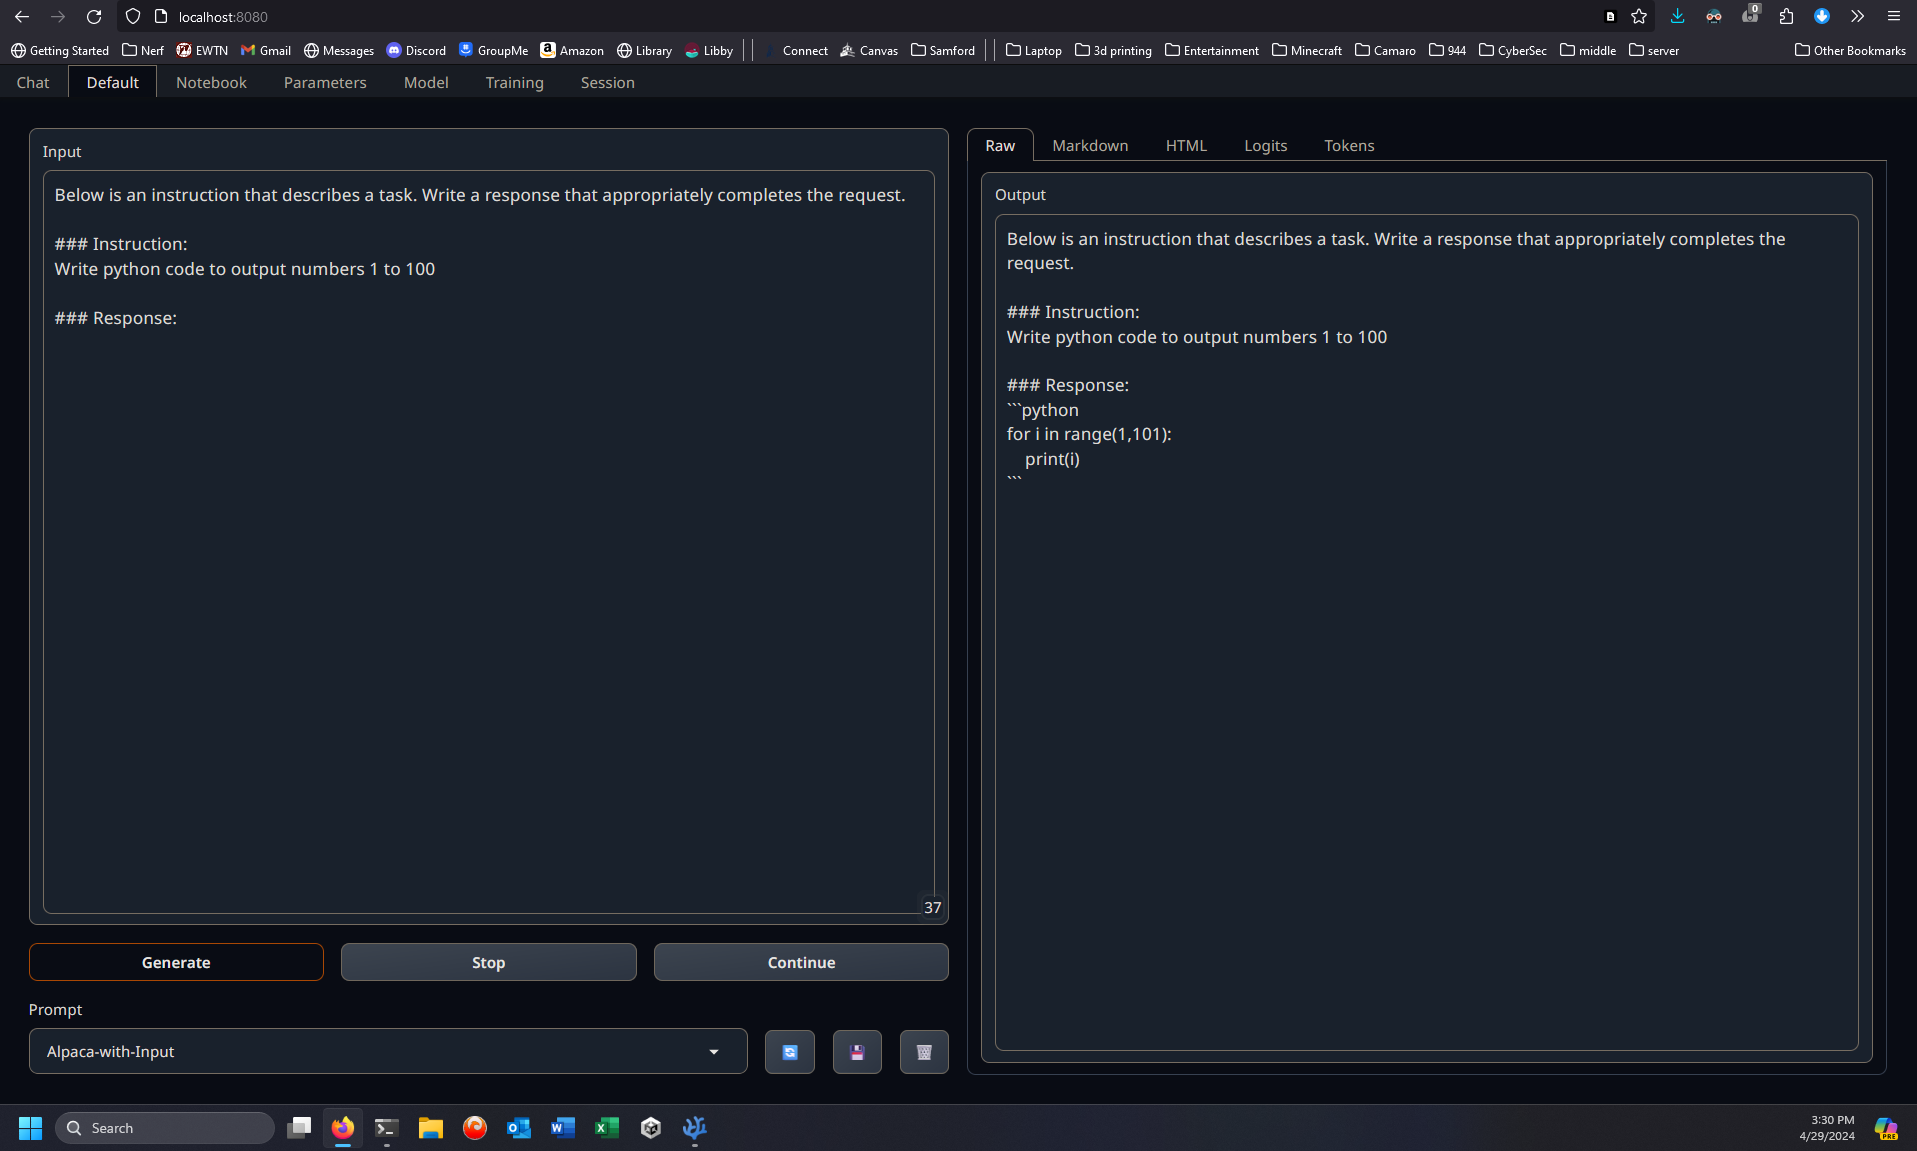 localhost:8080
0
Getting Started Nerf EWTN Gmail Messages Discord GroupMe Amazon Library Libby Connect Canvas Samford Laptop 3d printing Entertainment Minecraft Camaro 944 CyberSec middle server Other Bookmarks
Chat Default Notebook Parameters Model Training Session
Input
Below is an instruction that describes a task. Write a response that appropriately completes the request.
### Instruction:
Write python code to output numbers 1 to 100
### Response:
37
Generate Stop Continue
Prompt
Alpaca-with-Input
Raw Markdown HTML Logits Tokens
Output
Below is an instruction that describes a task. Write a response that appropriately completes the
request.
### Instruction:
Write python code to output numbers 1 to 100
### Response:
```python
for i in range(1,101):
    print(i)
```
Search
3:30 PM
4/29/2024
PRE